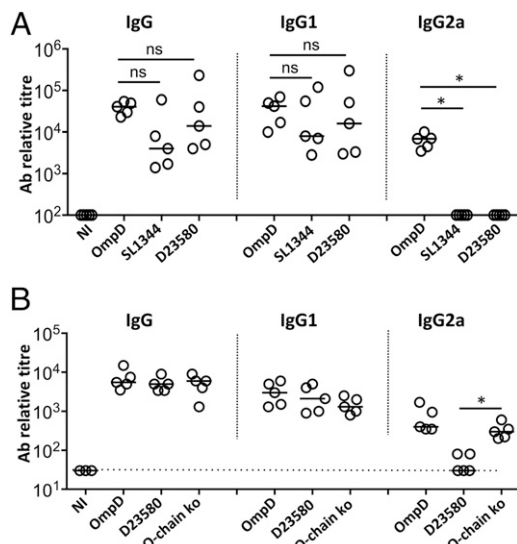 A
IgG IgG1 IgG2a
Ab relative titre
10⁶
10⁵
10⁴
10³
10²
ns
ns
ns
ns
*
*
NI OmpD SL1344 D23580 OmpD SL1344 D23580 OmpD SL1344 D23580
B
IgG IgG1 IgG2a
Ab relative titre
10⁵
10⁴
10³
10²
10¹
*
NI OmpD D23580 O-chain ko OmpD D23580 O-chain ko OmpD D23580 O-chain ko